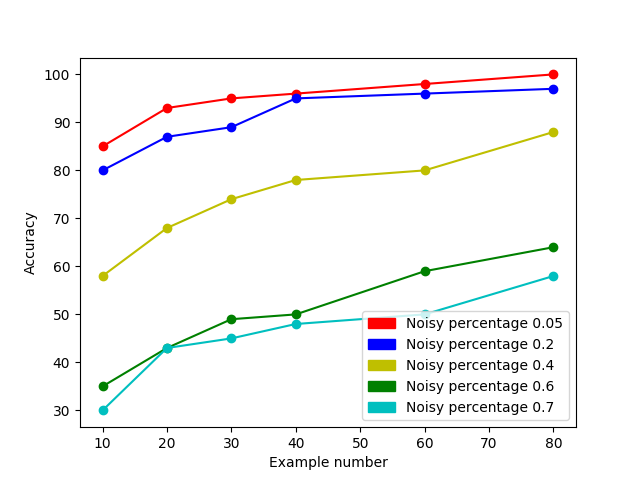 100
90
80
70
60
50
40
30
Accuracy
10
20
30
40
50
60
70
80
Example number
Noisy percentage 0.05
Noisy percentage 0.2
Noisy percentage 0.4
Noisy percentage 0.6
Noisy percentage 0.7